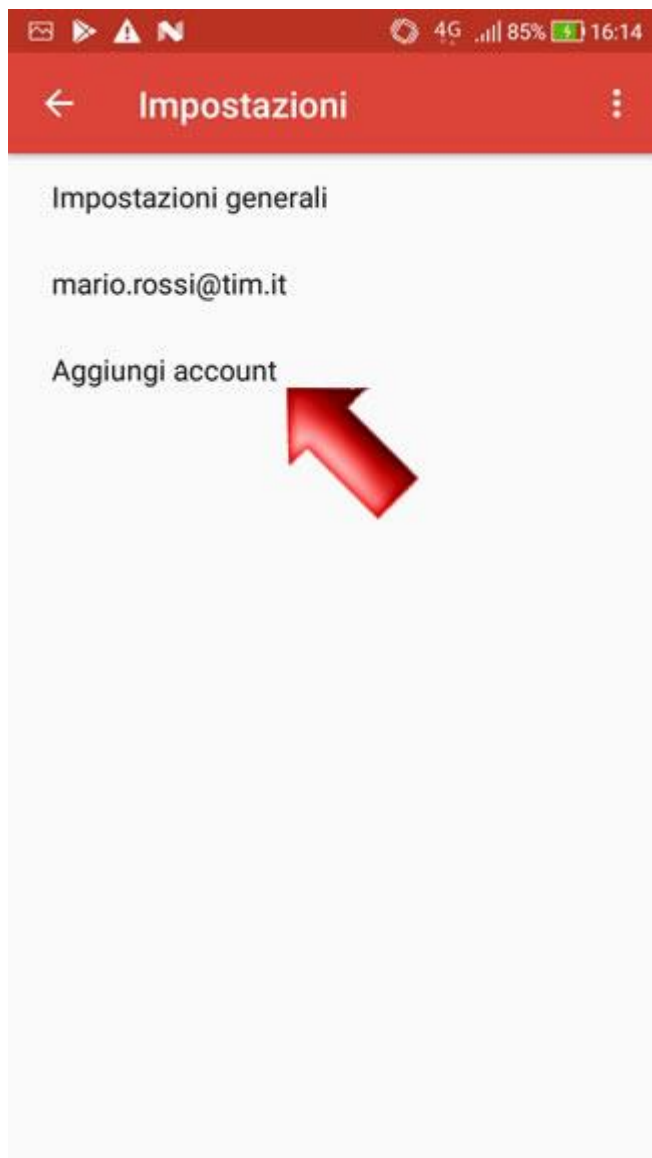 4G 85% 16:14
Impostazioni
Impostazioni generali
mario.rossi@tim.it
Aggiungi account